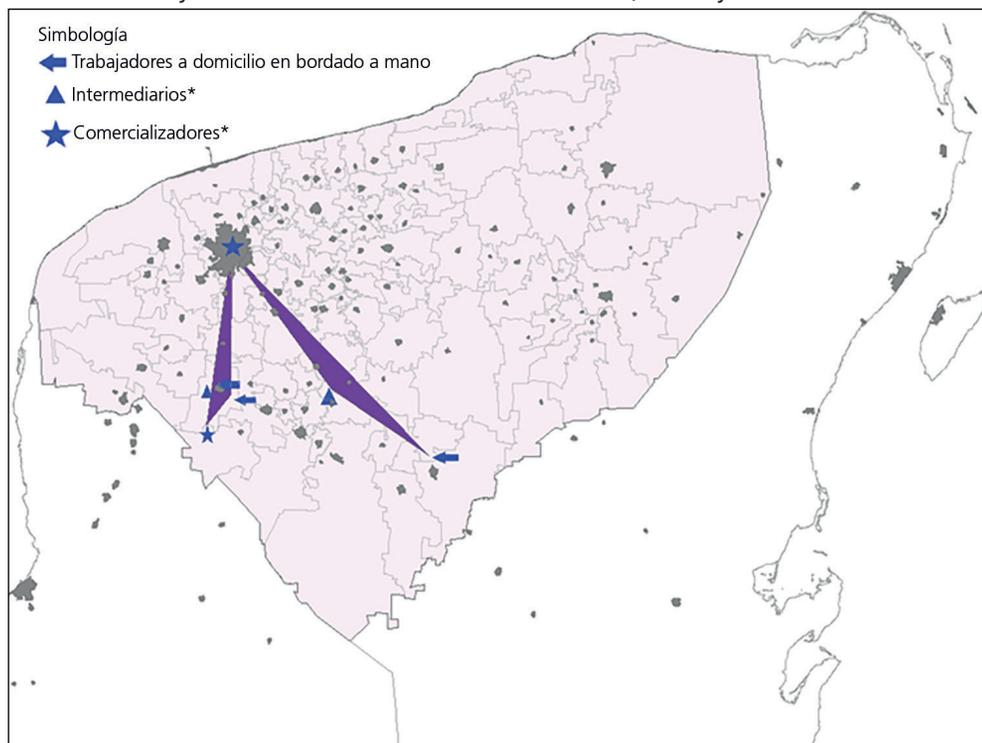 Simbología
Trabajadores a domicilio en bordado a mano
Intermediarios*
Comercializadores*